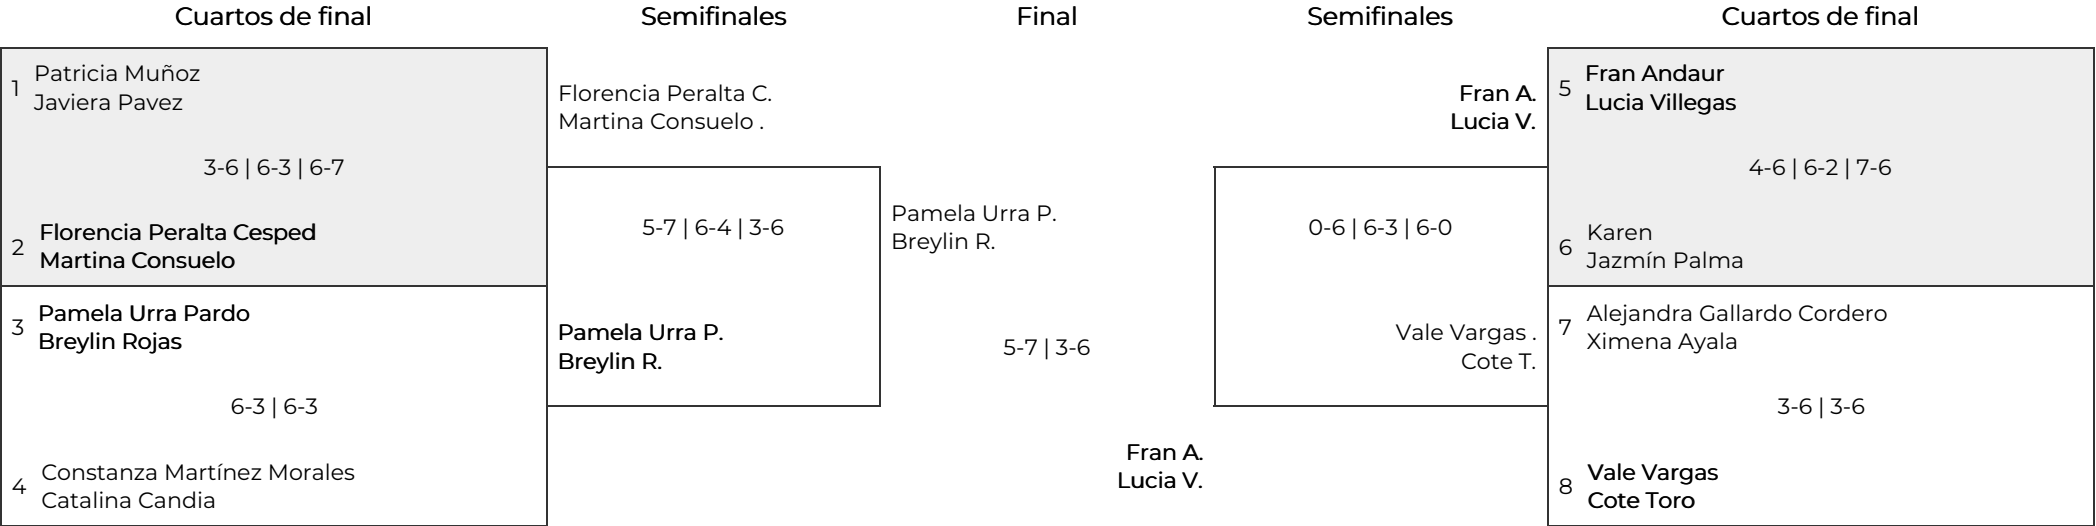 Cuartos de final
Semifinales
Final
Semifinales
Cuartos de final
1
Patricia Muñoz
Javiera Pavez
3-6 | 6-3 | 6-7
2
Florencia Peralta Cesped
Martina Consuelo
3
Pamela Urra Pardo
Breylin Rojas
6-3 | 6-3
4
Constanza Martínez Morales
Catalina Candia
Florencia Peralta C.
Martina Consuelo .
5-7 | 6-4 | 3-6
Pamela Urra P.
Breylin R.
Pamela Urra P.
Breylin R.
5-7 | 3-6
Fran A.
Lucia V.
Fran A.
Lucia V.
0-6 | 6-3 | 6-0
Vale Vargas .
Cote T.
5
Fran Andaur
Lucia Villegas
4-6 | 6-2 | 7-6
6
Karen
Jazmín Palma
7
Alejandra Gallardo Cordero
Ximena Ayala
3-6 | 3-6
8
Vale Vargas
Cote Toro